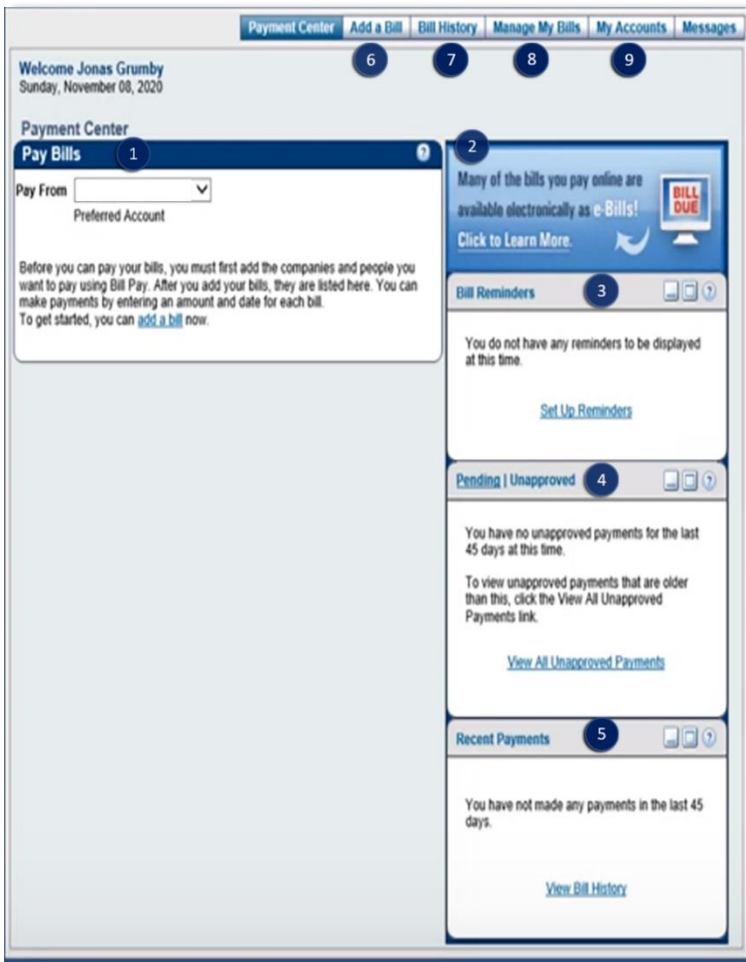 Payment Center Add a Bill Bill History Manage My Bills My Accounts Messages
6 7 8 9
Welcome Jonas Grumby
Sunday, November 08, 2020
Payment Center
Pay Bills 1 ?
Pay From
Preferred Account
Before you can pay your bills, you must first add the companies and people you
want to pay using Bill Pay. After you add your bills, they are listed here. You can
make payments by entering an amount and date for each bill.
To get started, you can add a bill now.
2
Many of the bills you pay online are
available electronically as e-Bills!
Click to Learn More.
BILL
DUE
Bill Reminders 3 ?
You do not have any reminders to be displayed
at this time.
Set Up Reminders
Pending | Unapproved 4 ?
You have no unapproved payments for the last
45 days at this time.
To view unapproved payments that are older
than this, click the View All Unapproved
Payments link.
View All Unapproved Payments
Recent Payments 5 ?
You have not made any payments in the last 45
days.
View Bill History